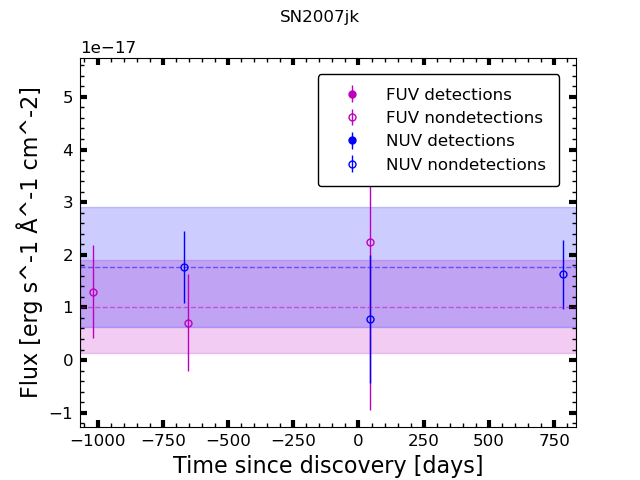 SN2007jk
1e−17
FUV detections
FUV nondetections
NUV detections
NUV nondetections
5
4
3
2
1
0
−1
Flux [erg s^-1 Å^-1 cm^-2]
−1000 −750 −500 −250 0 250 500 750
Time since discovery [days]